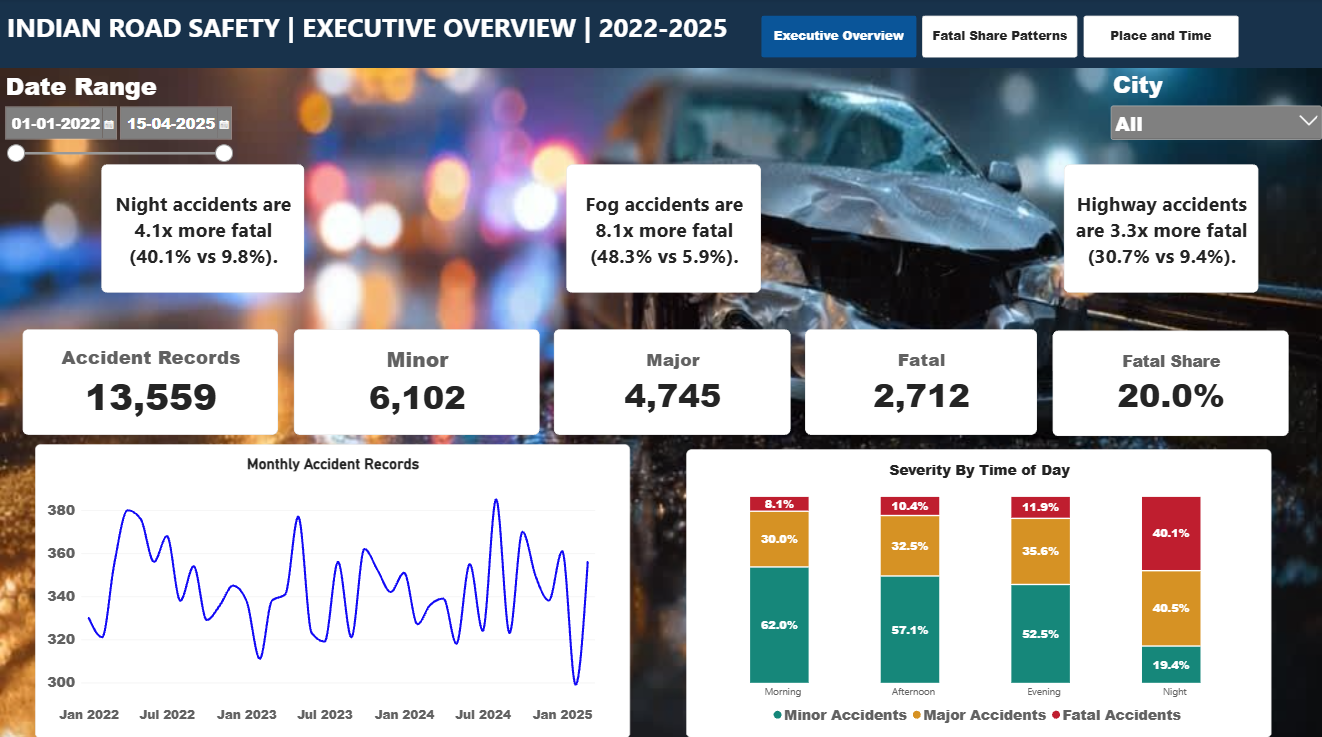 INDIAN ROAD SAFETY | EXECUTIVE OVERVIEW | 2022-2025
Executive Overview
Fatal Share Patterns
Place and Time
Date Range
01-01-2022
15-04-2025
City
All
Night accidents are
4.1x more fatal
(40.1% vs 9.8%).
Fog accidents are
8.1x more fatal
(48.3% vs 5.9%).
Highway accidents
are 3.3x more fatal
(30.7% vs 9.4%).
Accident Records
13,559
Minor
6,102
Major
4,745
Fatal
2,712
Fatal Share
20.0%
Monthly Accident Records
380
360
340
320
300
Jan 2022
Jul 2022
Jan 2023
Jul 2023
Jan 2024
Jul 2024
Jan 2025
Severity By Time of Day
8.1%
30.0%
62.0%
10.4%
32.5%
57.1%
11.9%
35.6%
52.5%
40.1%
40.5%
19.4%
Morning
Afternoon
Evening
Night
Minor Accidents
Major Accidents
Fatal Accidents